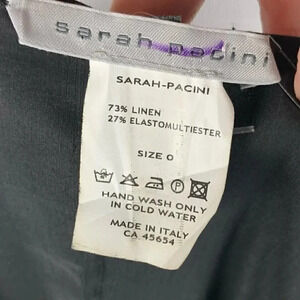 sarah pacini
SARAH-PACINI
73% LINEN
27% ELASTOMULTIESTER
SIZE 0
HAND WASH ONLY
IN COLD WATER
MADE IN ITALY
CA 45654